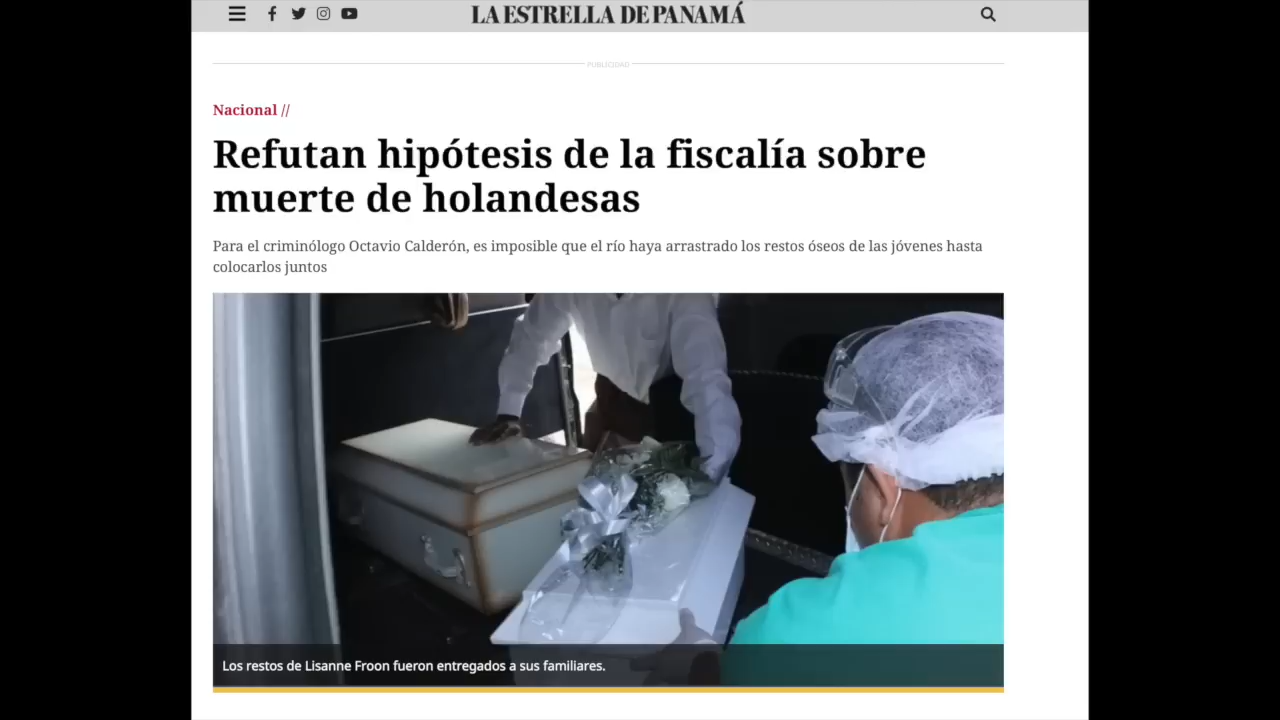 LA ESTRELLA DE PANAMÁ
PUBLICIDAD
Nacional //
Refutan hipótesis de la fiscalía sobre
muerte de holandesas
Para el criminólogo Octavio Calderón, es imposible que el río haya arrastrado los restos óseos de las jóvenes hasta
colocarlos juntos
Los restos de Lisanne Froon fueron entregados a sus familiares.